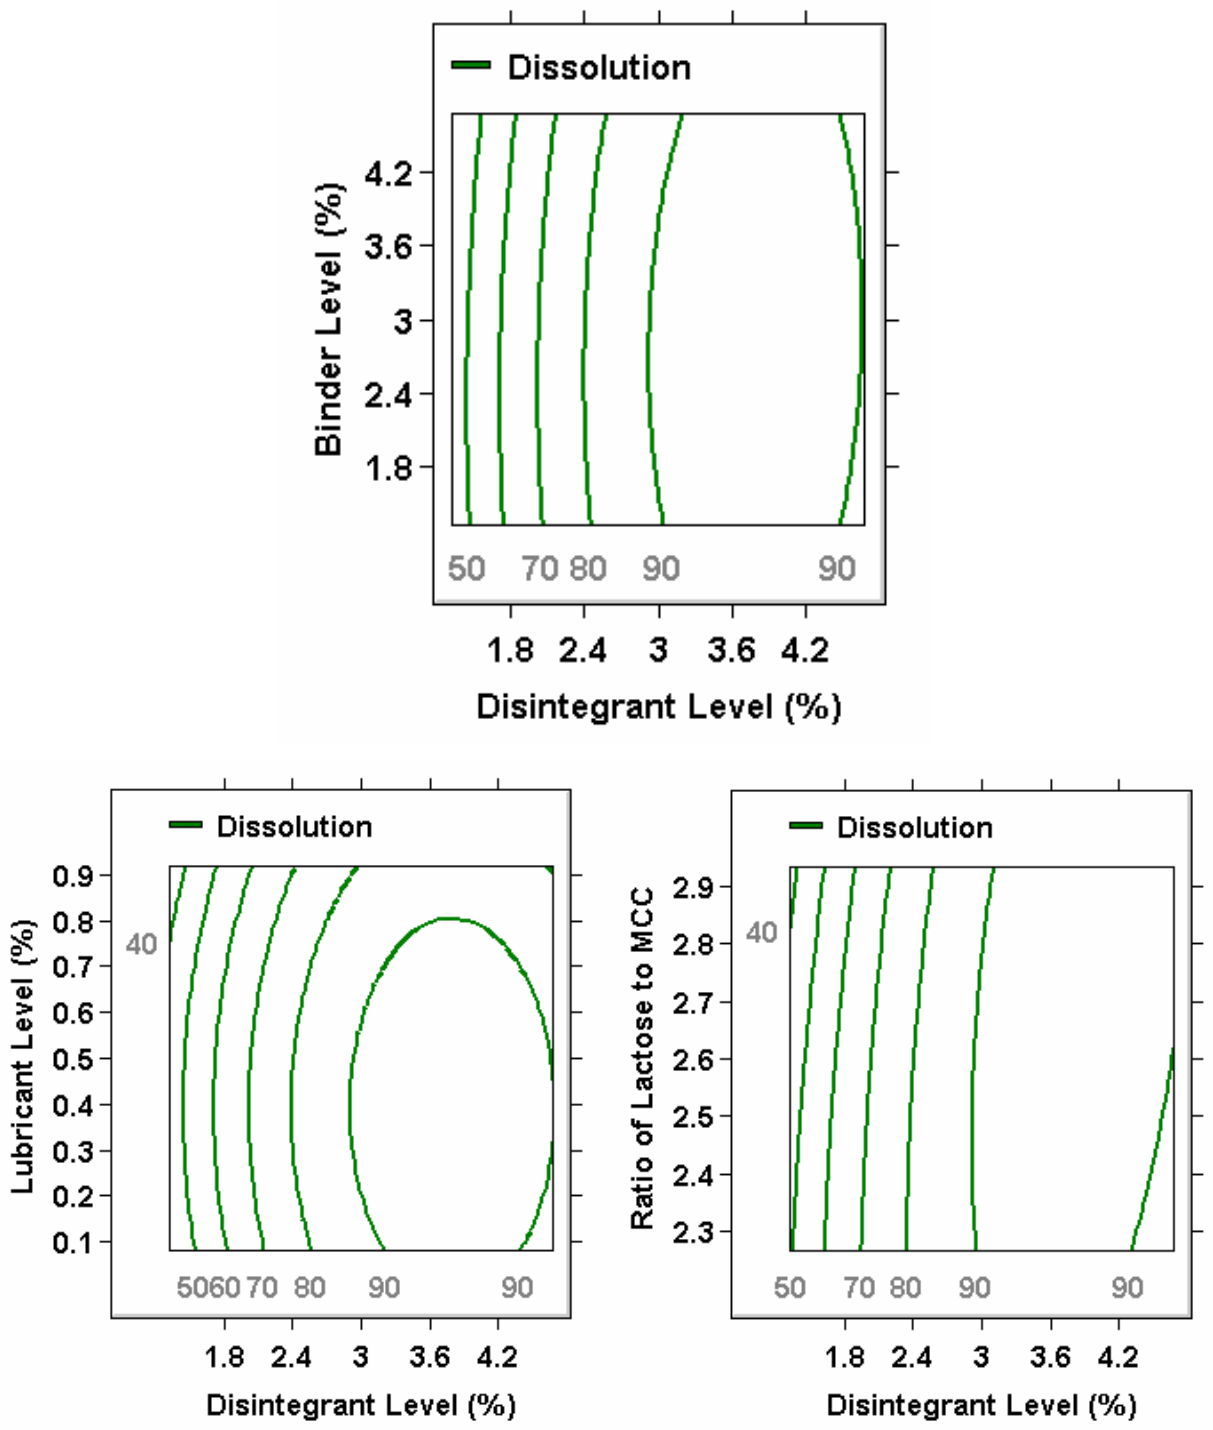 Dissolution
4.2
3.6
3
2.4
1.8
Binder Level (%)
50 70 80 90 90
1.8 2.4 3 3.6 4.2
Disintegrant Level (%)
Dissolution
0.9
0.8
0.7
0.6
0.5
0.4
0.3
0.2
0.1
Lubricant Level (%)
40
50 60 70 80 90 90
1.8 2.4 3 3.6 4.2
Disintegrant Level (%)
Dissolution
2.9
2.8
2.7
2.6
2.5
2.4
2.3
Ratio of Lactose to MCC
40
50 70 80 90 90
1.8 2.4 3 3.6 4.2
Disintegrant Level (%)